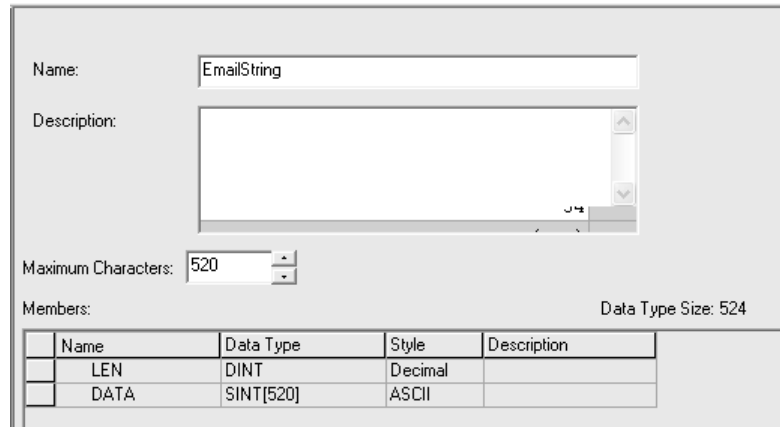 Name: EmailString
Description:
Maximum Characters: 520
Members: Data Type Size: 524
Name Data Type Style Description
LEN DINT Decimal
DATA SINT[520] ASCII